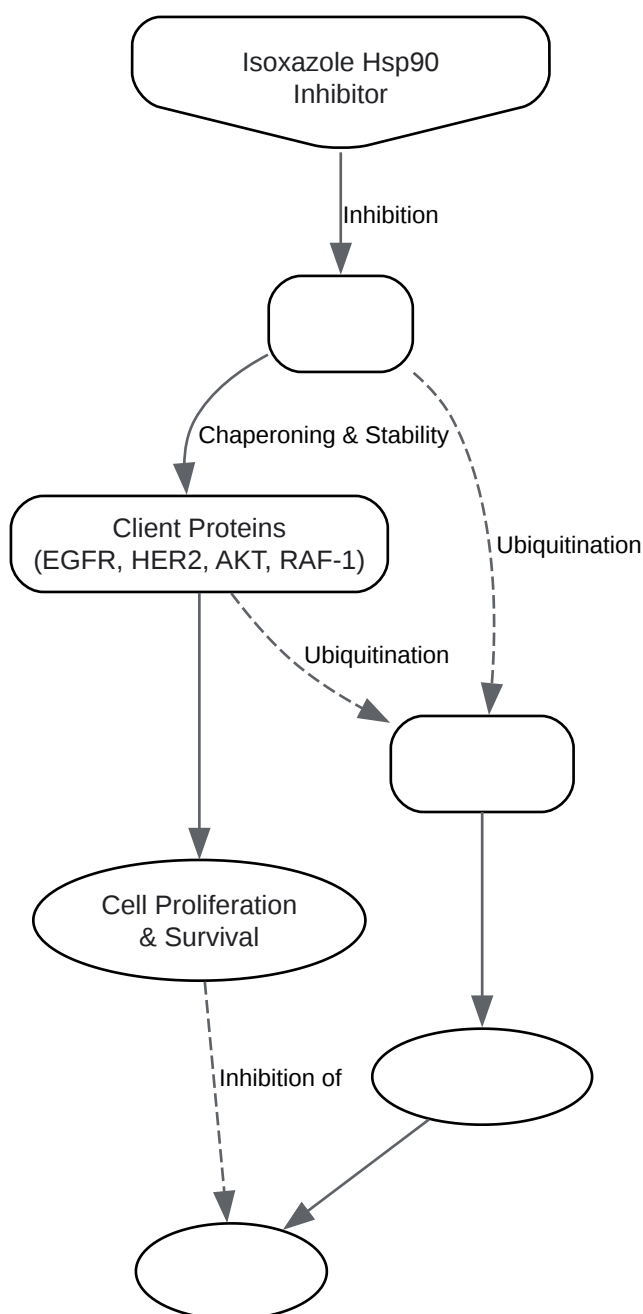 Isoxazole Hsp90
Inhibitor
Inhibition
Chaperoning & Stability
Client Proteins
(EGFR, HER2, AKT, RAF-1)
Ubiquitination
Ubiquitination
Cell Proliferation
& Survival
Inhibition of